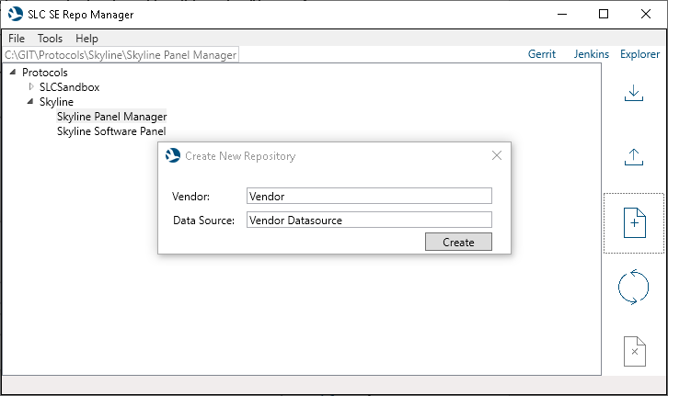 SLC SE Repo Manager
File Tools Help
C:\GIT\Protocols\Skyline\Skyline Panel Manager
Gerrit Jenkins Explorer
Protocols
SLCSandbox
Skyline
Skyline Panel Manager
Skyline Software Panel
Create New Repository
Vendor: Vendor
Data Source: Vendor Datasource
Create